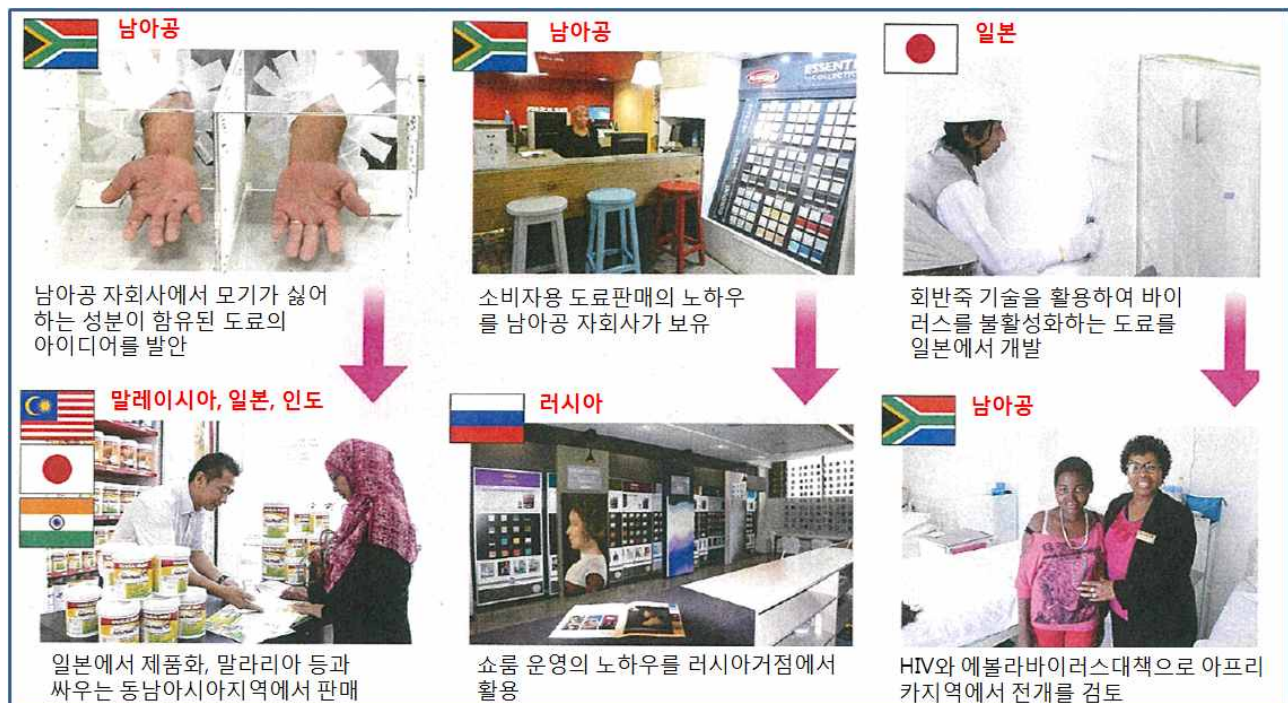 남아공
남아공
일본
ESSENTI
COLLECTION
남아공 자회사에서 모기가 싫어
하는 성분이 함유된 도료의
아이디어를 발안
소비자용 도료판매의 노하우
를 남아공 자회사가 보유
회반죽 기술을 활용하여 바이
러스를 불활성화하는 도료를
일본에서 개발
말레이시아, 일본, 인도
러시아
남아공
일본에서 제품화, 말라리아 등과
싸우는 동남아시아지역에서 판매
쇼룸 운영의 노하우를 러시아거점에서
활용
HIV와 에볼라바이러스대책으로 아프리
카지역에서 전개를 검토